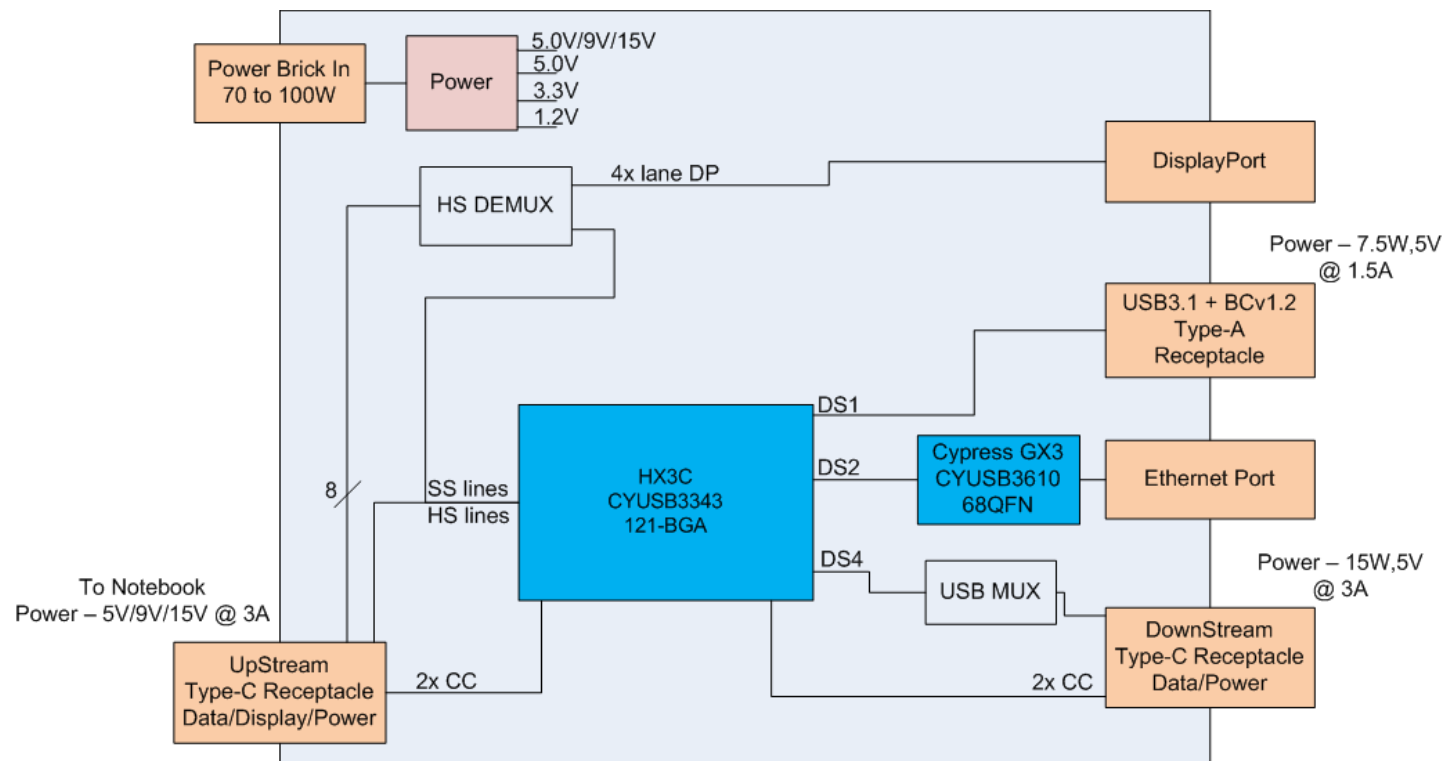 Power Brick In
70 to 100W
Power
5.0V/9V/15V
5.0V
3.3V
1.2V
HS DEMUX
4x lane DP
DisplayPort
Power – 7.5W,5V
@ 1.5A
USB3.1 + BCv1.2
Type-A
Receptacle
DS1
HX3C
CYUSB3343
121-BGA
DS2
Cypress GX3
CYUSB3610
68QFN
Ethernet Port
8
SS lines
HS lines
DS4
USB MUX
Power – 15W,5V
@ 3A
To Notebook
Power – 5V/9V/15V @ 3A
UpStream
Type-C Receptacle
Data/Display/Power
2x CC
2x CC
DownStream
Type-C Receptacle
Data/Power